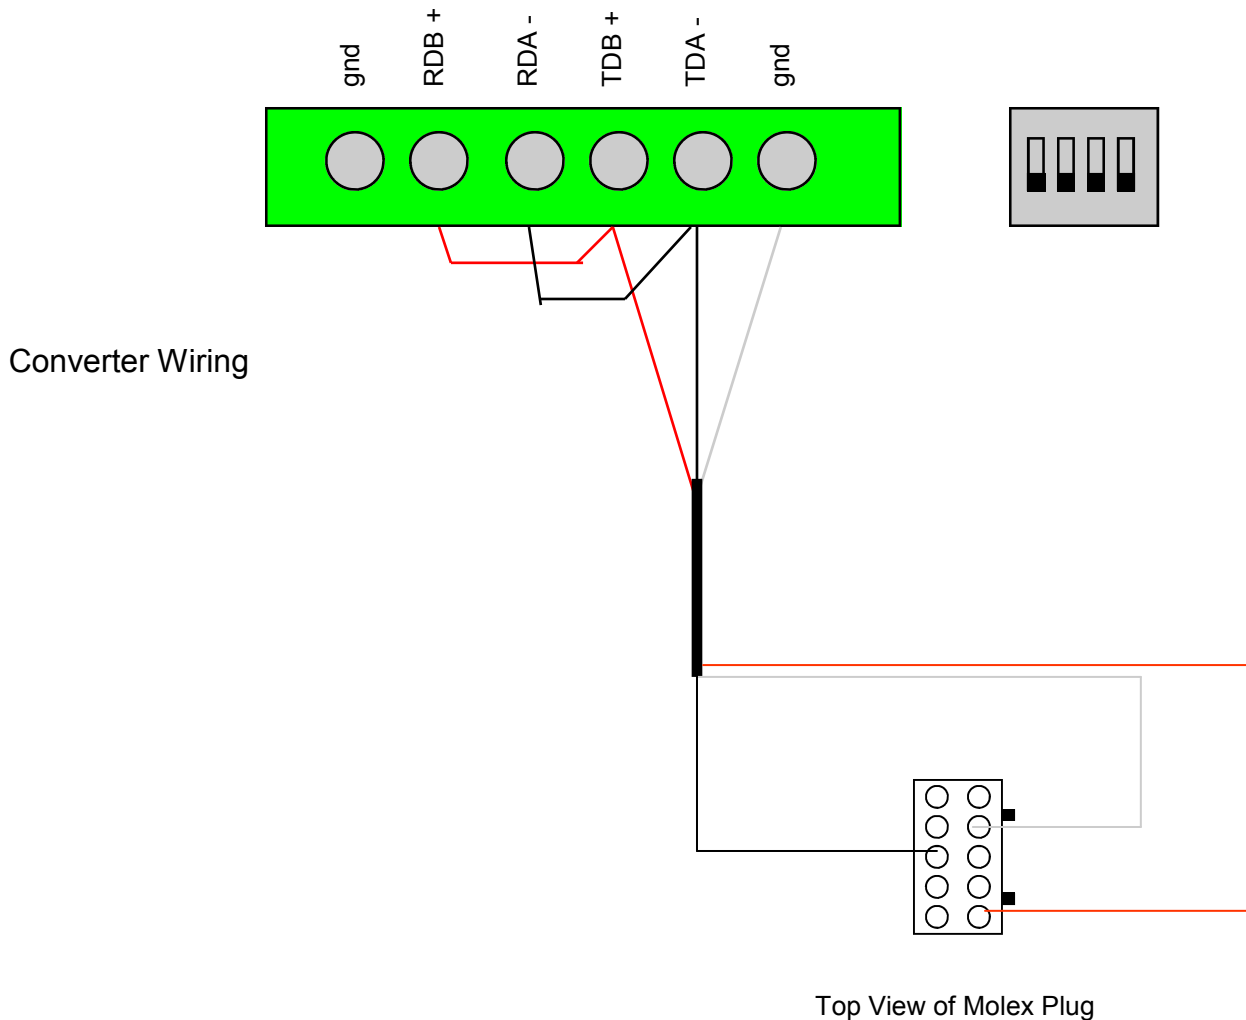 gnd
RDB +
RDA -
TDB +
TDA -
gnd
Converter Wiring
Top View of Molex Plug